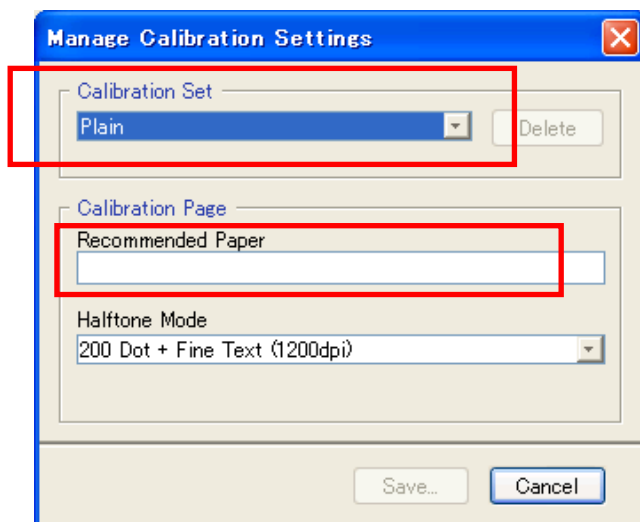 Manage Calibration Settings
Calibration Set
Plain
Delete
Calibration Page
Recommended Paper
Halftone Mode
200 Dot + Fine Text (1200dpi)
Save...
Cancel